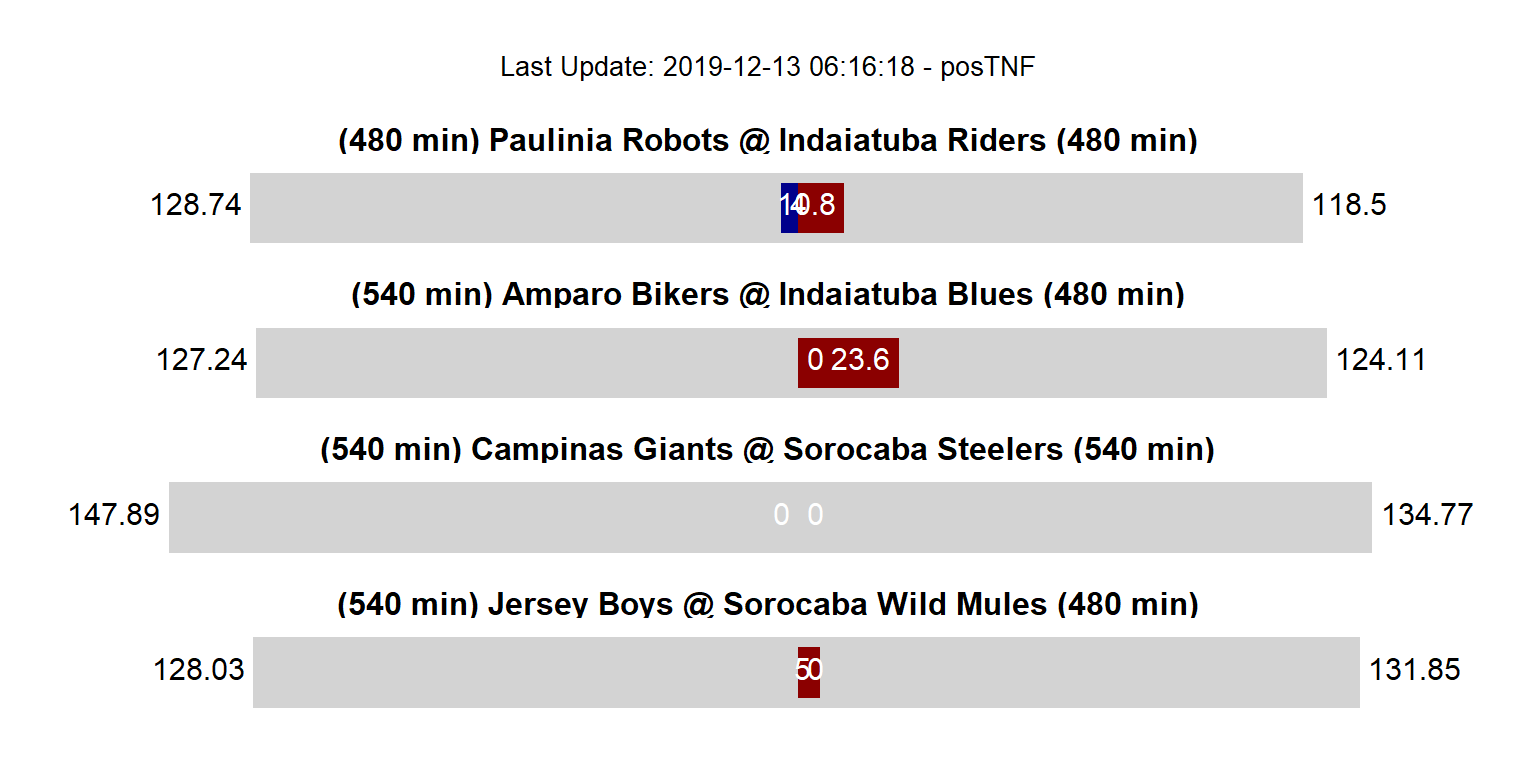 Last Update: 2019-12-13 06:16:18 - posTNF
(480 min) Paulinia Robots @ Indaiatuba Riders (480 min)
128.74 4 10.8 118.5
(540 min) Amparo Bikers @ Indaiatuba Blues (480 min)
127.24 0 23.6 124.11
(540 min) Campinas Giants @ Sorocaba Steelers (540 min)
147.89 0 0 134.77
(540 min) Jersey Boys @ Sorocaba Wild Mules (480 min)
128.03 5 0 131.85